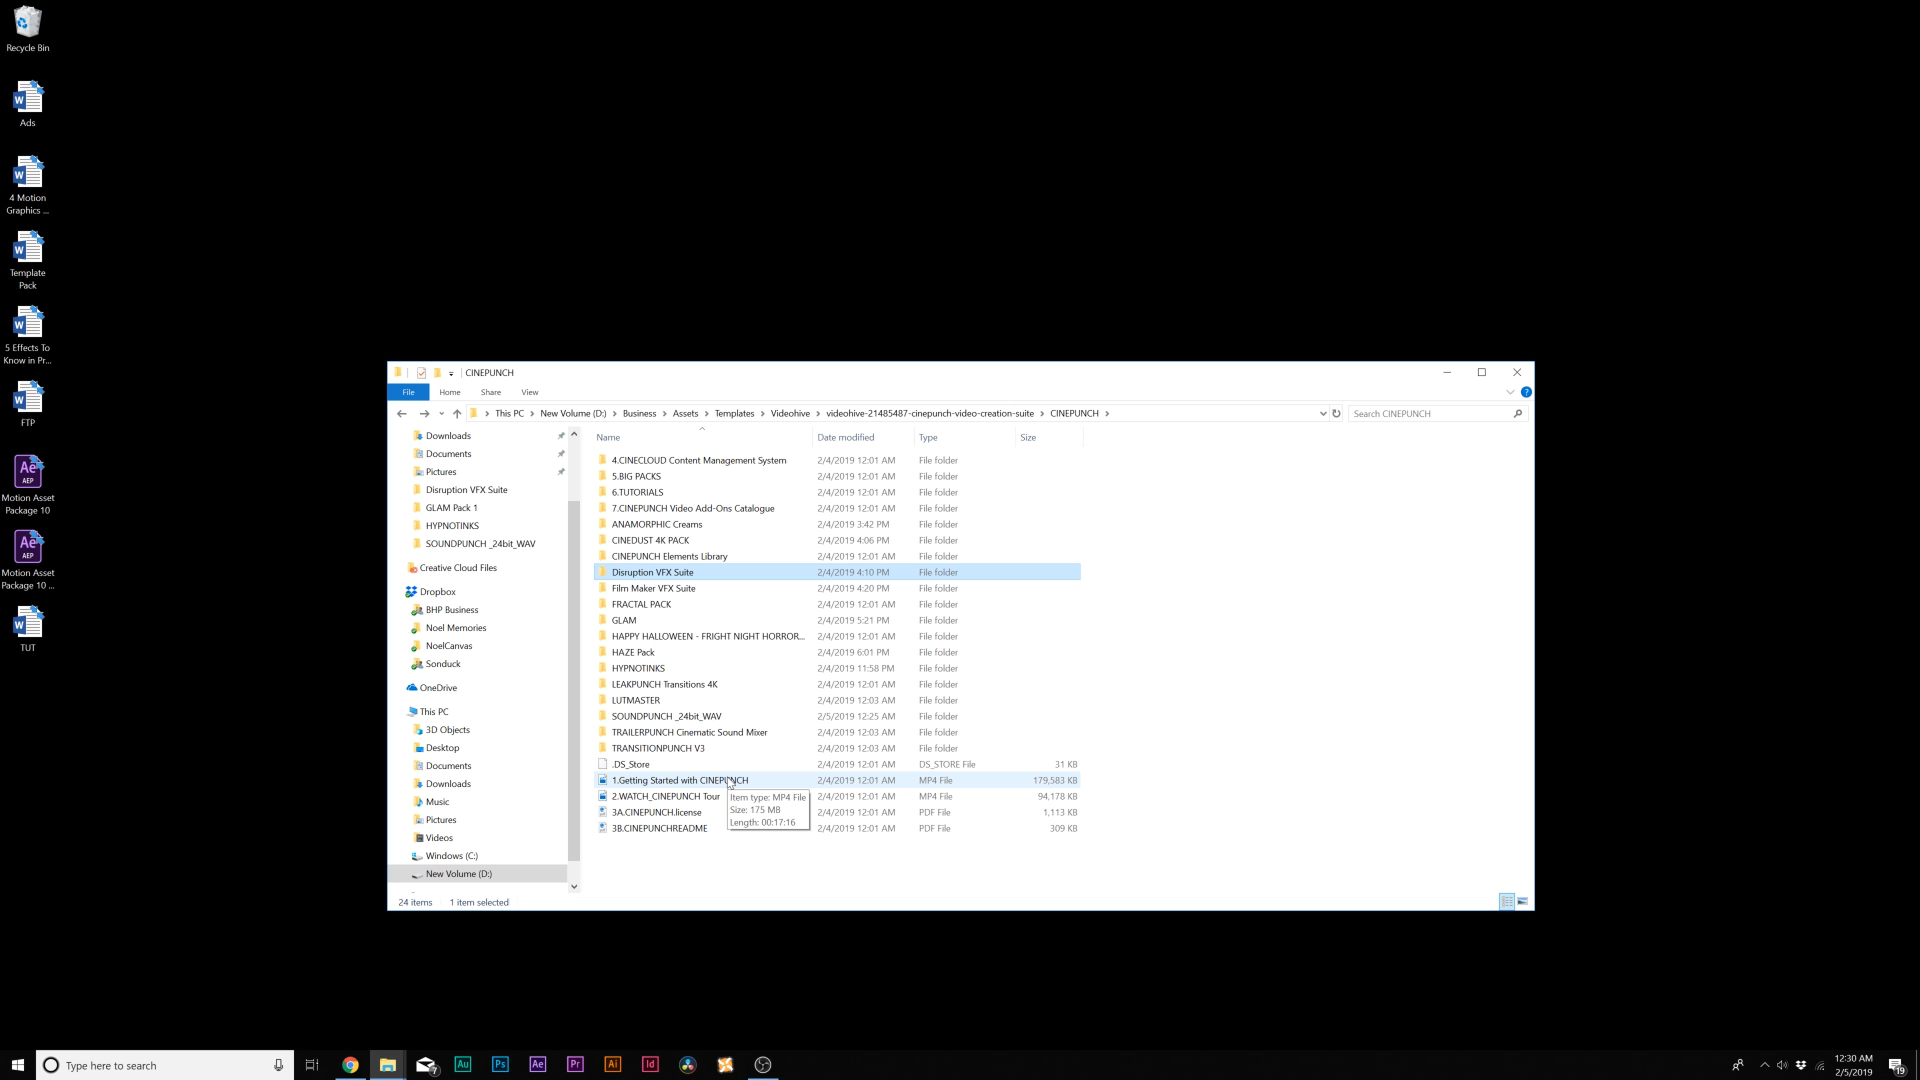 Recycle Bin
Ads
4 Motion
Graphics ...
Template
Pack
5 Effects To
Know in Pr...
FTP
Motion Asset
Package 10
Motion Asset
Package 10 ...
TUT
CINEPUNCH
File Home Share View
This PC New Volume (D:) Business Assets Templates Videohive videohive-21485487-cinepunch-video-creation-suite CINEPUNCH
Search CINEPUNCH
Downloads
Documents
Pictures
Disruption VFX Suite
GLAM Pack 1
HYPNOTINKS
SOUNDPUNCH _24bit_WAV
Creative Cloud Files
Dropbox
BHP Business
Noel Memories
NoelCanvas
Sonduck
OneDrive
This PC
3D Objects
Desktop
Documents
Downloads
Music
Pictures
Videos
Windows (C:)
New Volume (D:)
Name Date modified Type Size
4.CINECLOUD Content Management System 2/4/2019 12:01 AM File folder
5.BIG PACKS 2/4/2019 12:01 AM File folder
6.TUTORIALS 2/4/2019 12:01 AM File folder
7.CINEPUNCH Video Add-Ons Catalogue 2/4/2019 12:01 AM File folder
ANAMORPHIC Creams 2/4/2019 3:42 PM File folder
CINEDUST 4K PACK 2/4/2019 4:06 PM File folder
CINEPUNCH Elements Library 2/4/2019 12:01 AM File folder
Disruption VFX Suite 2/4/2019 4:10 PM File folder
Film Maker VFX Suite 2/4/2019 4:20 PM File folder
FRACTAL PACK 2/4/2019 12:01 AM File folder
GLAM 2/4/2019 5:21 PM File folder
HAPPY HALLOWEEN - FRIGHT NIGHT HORROR... 2/4/2019 12:01 AM File folder
HAZE Pack 2/4/2019 6:01 PM File folder
HYPNOTINKS 2/4/2019 11:58 PM File folder
LEAKPUNCH Transitions 4K 2/4/2019 12:01 AM File folder
LUTMASTER 2/4/2019 12:03 AM File folder
SOUNDPUNCH _24bit_WAV 2/5/2019 12:25 AM File folder
TRAILERPUNCH Cinematic Sound Mixer 2/4/2019 12:03 AM File folder
TRANSITIONPUNCH V3 2/4/2019 12:03 AM File folder
.DS_Store 2/4/2019 12:01 AM DS_STORE File 31 KB
1.Getting Started with CINEPUNCH 2/4/2019 12:01 AM MP4 File 179,583 KB
2.WATCH_CINEPUNCH Tour 2/4/2019 12:01 AM MP4 File 94,178 KB
3A.CINEPUNCH.license 2/4/2019 12:01 AM PDF File 1,113 KB
3B.CINEPUNCHREADME 2/4/2019 12:01 AM PDF File 309 KB
Item type: MP4 File
Size: 175 MB
Length: 00:17:16
24 items 1 item selected
Type here to search
7
Au Ps Ae Pr Ai Id
12:30 AM
2/5/2019
19